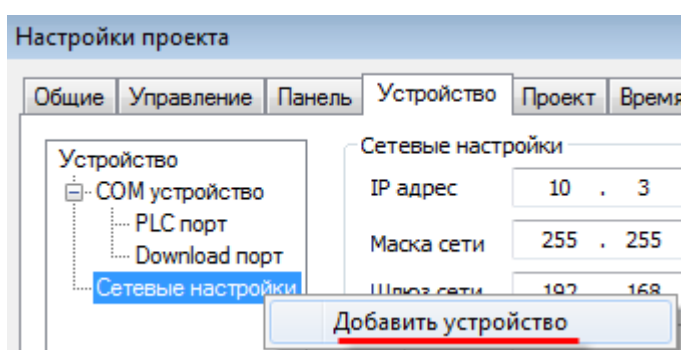 Настройки проекта
Общие Управление Панель Устройство Проект Время
Устройство
COM устройство
PLC порт
Download порт
Сетевые настройки
Сетевые настройки
IP адрес 10 . 3
Маска сети 255 . 255
Шлюз сети 192 168
Добавить устройство